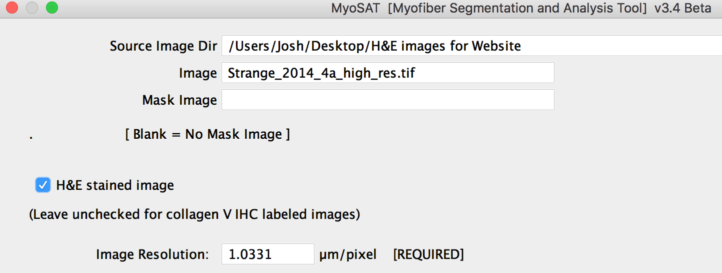 MyoSAT [Myofiber Segmentation and Analysis Tool] v3.4 Beta
Source Image Dir /Users/Josh/Desktop/H&E images for Website
Image Strange_2014_4a_high_res.tif
Mask Image
. [ Blank = No Mask Image ]
H&E stained image
(Leave unchecked for collagen V IHC labeled images)
Image Resolution: 1.0331 µm/pixel [REQUIRED]